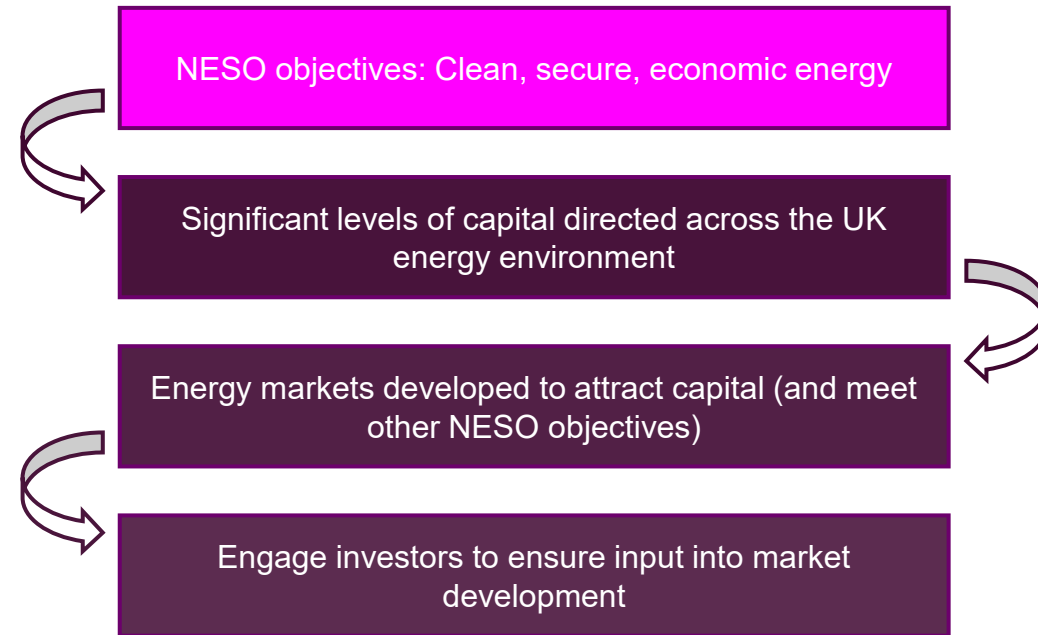 NESO objectives: Clean, secure, economic energy
Significant levels of capital directed across the UK
energy environment
Energy markets developed to attract capital (and meet
other NESO objectives)
Engage investors to ensure input into market
development